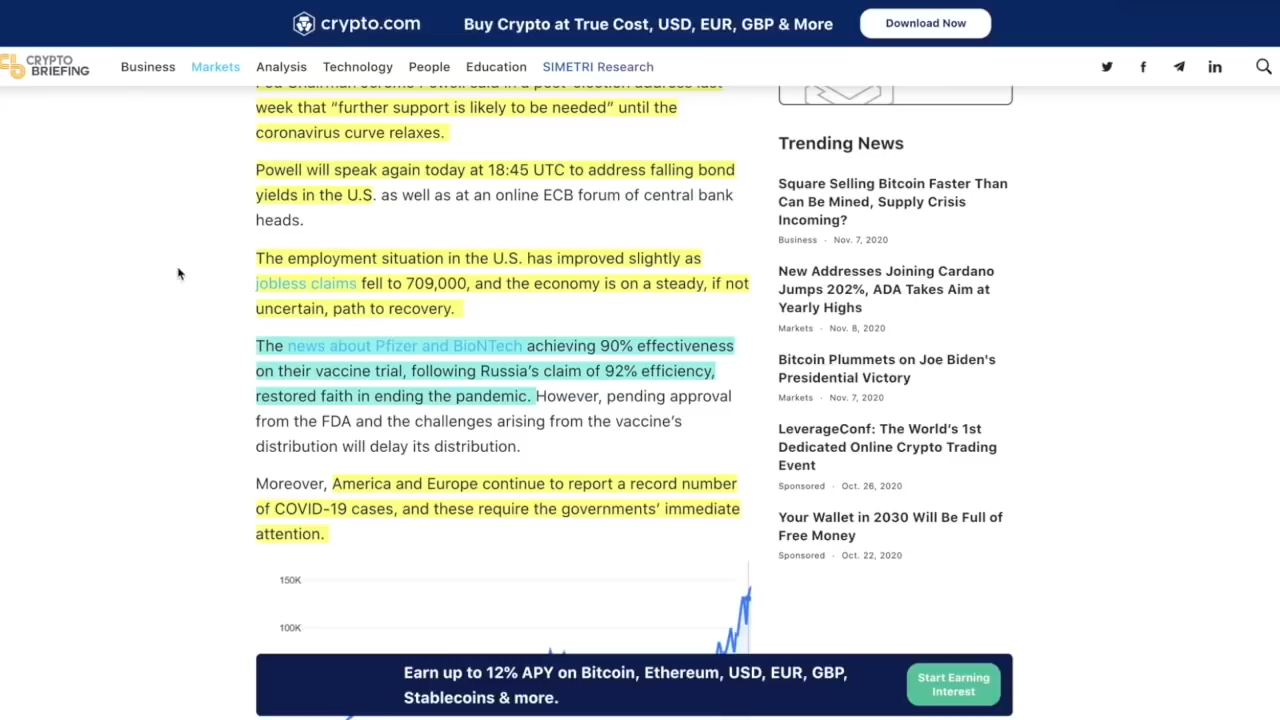 crypto.com
Buy Crypto at True Cost, USD, EUR, GBP & More
Download Now
CRYPTO
BRIEFING
Business
Markets
Analysis
Technology
People
Education
SIMETRI Research
week that “further support is likely to be needed” until the
coronavirus curve relaxes.
Powell will speak again today at 18:45 UTC to address falling bond
yields in the U.S. as well as at an online ECB forum of central bank
heads.
The employment situation in the U.S. has improved slightly as
jobless claims fell to 709,000, and the economy is on a steady, if not
uncertain, path to recovery.
The news about Pfizer and BioNTech achieving 90% effectiveness
on their vaccine trial, following Russia’s claim of 92% efficiency,
restored faith in ending the pandemic. However, pending approval
from the FDA and the challenges arising from the vaccine’s
distribution will delay its distribution.
Moreover, America and Europe continue to report a record number
of COVID-19 cases, and these require the governments’ immediate
attention.
150K
100K
Trending News
Square Selling Bitcoin Faster Than
Can Be Mined, Supply Crisis
Incoming?
Business · Nov. 7, 2020
New Addresses Joining Cardano
Jumps 202%, ADA Takes Aim at
Yearly Highs
Markets · Nov. 8, 2020
Bitcoin Plummets on Joe Biden's
Presidential Victory
Markets · Nov. 7, 2020
LeverageConf: The World’s 1st
Dedicated Online Crypto Trading
Event
Sponsored · Oct. 26, 2020
Your Wallet in 2030 Will Be Full of
Free Money
Sponsored · Oct. 22, 2020
Earn up to 12% APY on Bitcoin, Ethereum, USD, EUR, GBP,
Stablecoins & more.
Start Earning
Interest